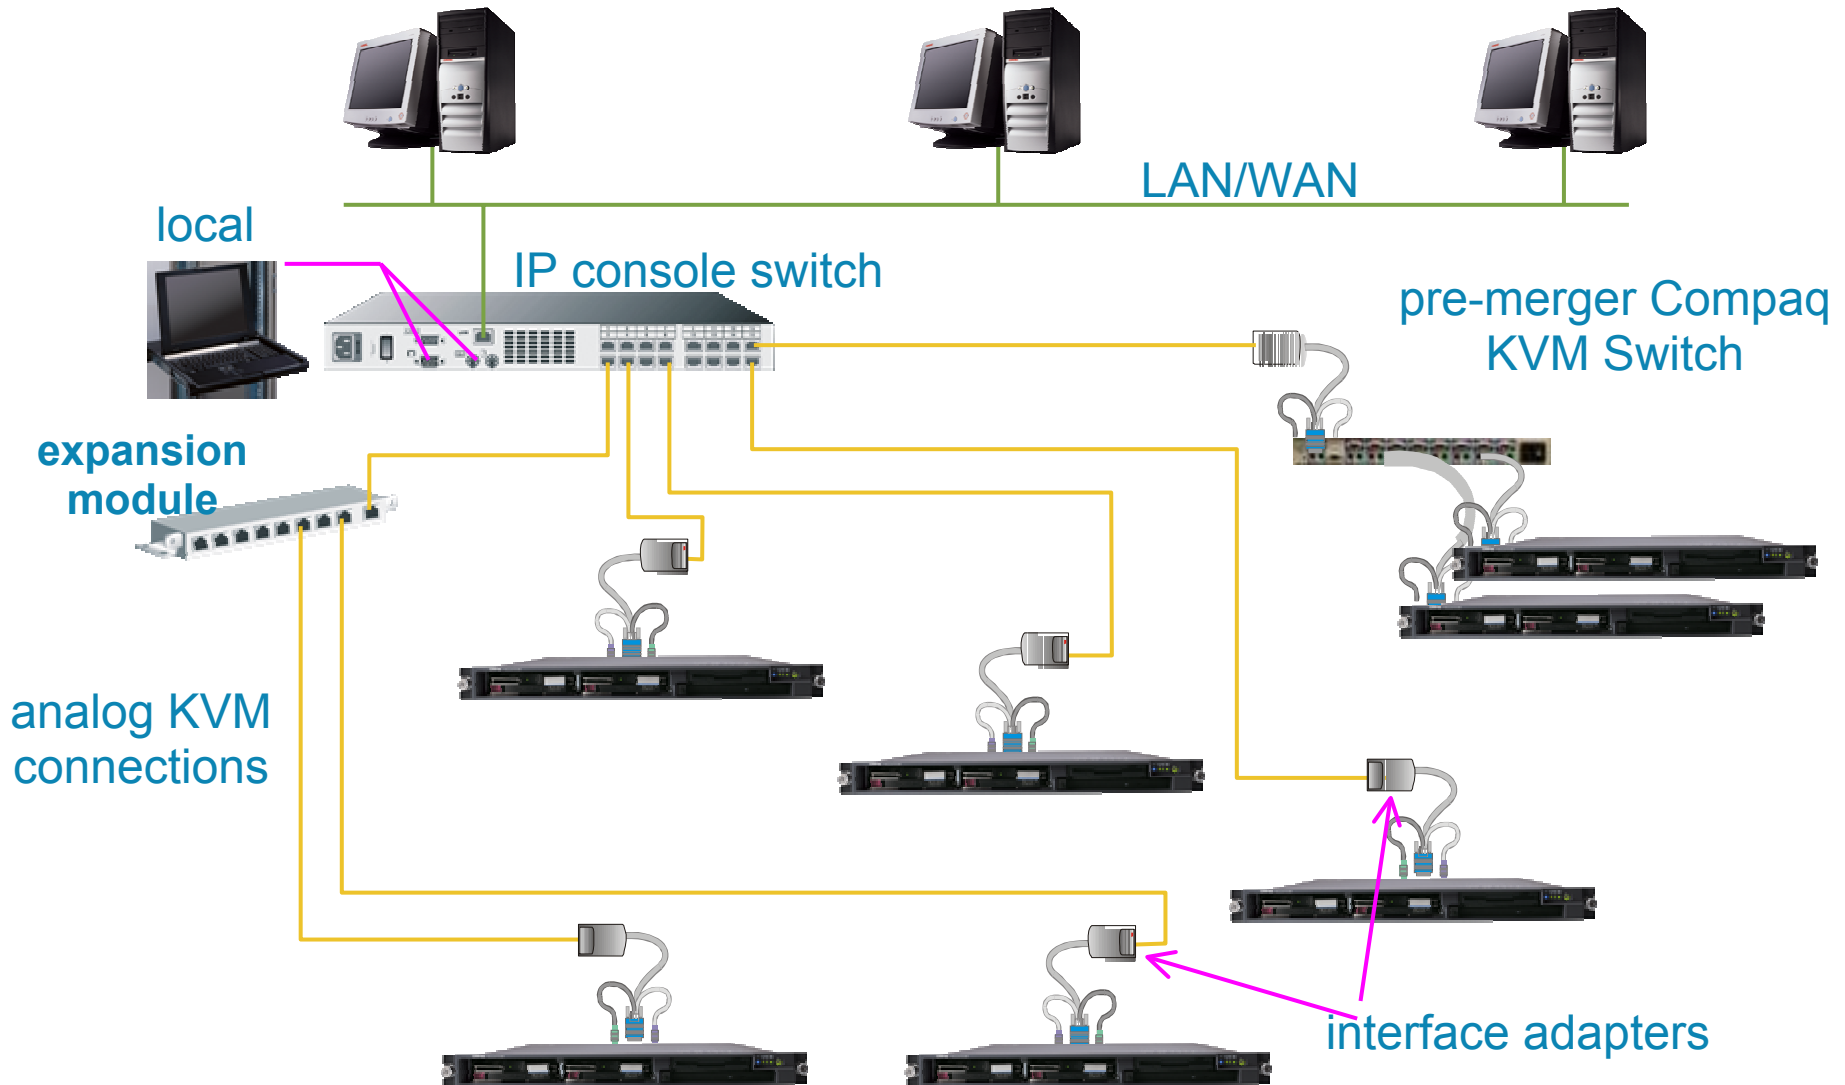 LAN/WAN
local
IP console switch
pre-merger Compaq
KVM Switch
expansion
module
analog KVM
connections
interface adapters